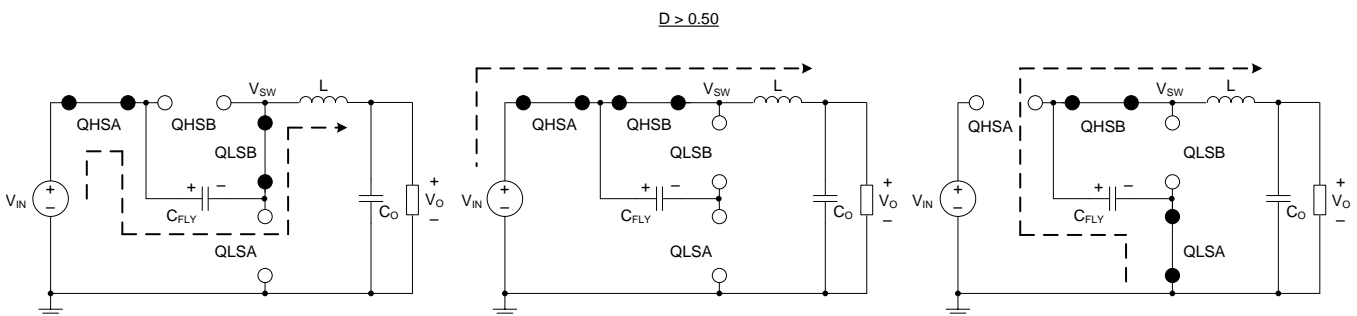 D > 0.50
VSW
L
QHSA
QHSB
QLSB
VIN
+
−
+ −
CFLY
CO
+
VO
−
QLSA
VSW
L
QHSA
QHSB
QLSB
VIN
+
−
+ −
CFLY
CO
+
VO
−
QLSA
VSW
L
QHSA
QHSB
QLSB
VIN
+
−
+ −
CFLY
CO
+
VO
−
QLSA